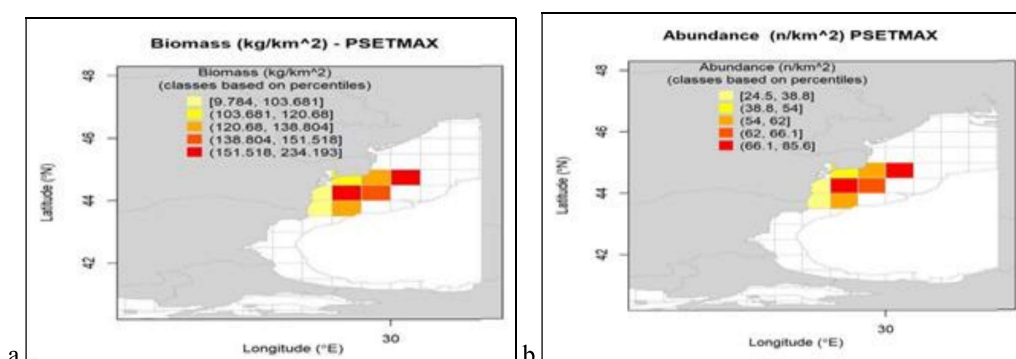 Biomass (kg/km^2) - PSETMAX
48
46
44
42
Latitude (°N)
Biomass (kg/km^2)
(classes based on percentiles)
[9.784, 103.681]
(103.681, 120.68]
(120.68, 138.804]
(138.804, 151.518]
(151.518, 234.193]
30
Longitude (°E)
a
Abundance (n/km^2) PSETMAX
48
46
44
42
Latitude (°N)
Abundance (n/km^2)
(classes based on percentiles)
[24.5, 38.8]
(38.8, 54]
(54, 62]
(62, 66.1]
(66.1, 85.6]
30
Longitude (°E)
b